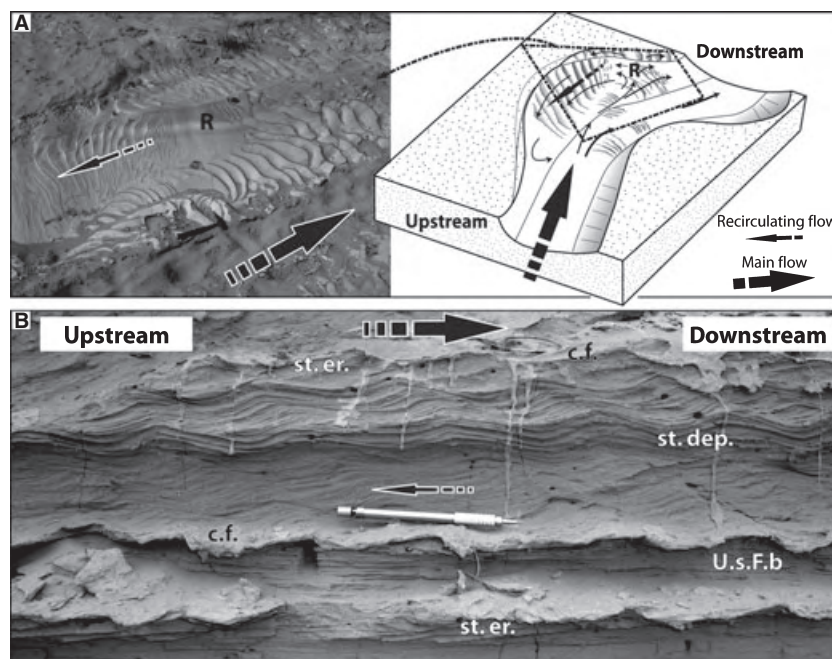 A
R
R
Downstream
Upstream
Recirculating flow
Main flow
B
Upstream
Downstream
c.f.
st. er.
st. dep.
c.f.
U.s.F.b
st. er.